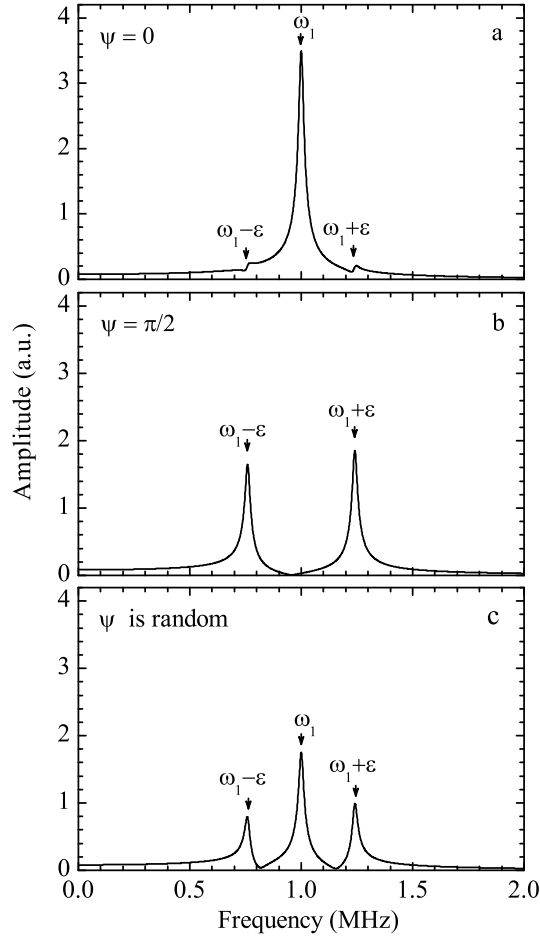 4
ψ = 0
ω₁
a
3
2
1
ω₁−ε
ω₁+ε
0
4
ψ = π/2
b
3
2
ω₁−ε
ω₁+ε
1
0
Amplitude (a.u.)
4
ψ is random
c
3
2
ω₁
ω₁−ε
ω₁+ε
1
0
0.0 0.5 1.0 1.5 2.0
Frequency (MHz)